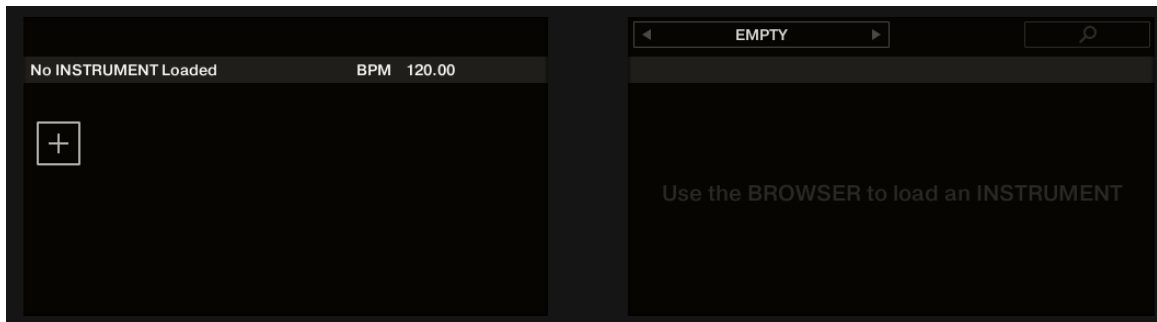 No INSTRUMENT Loaded BPM 120.00
EMPTY
Use the BROWSER to load an INSTRUMENT